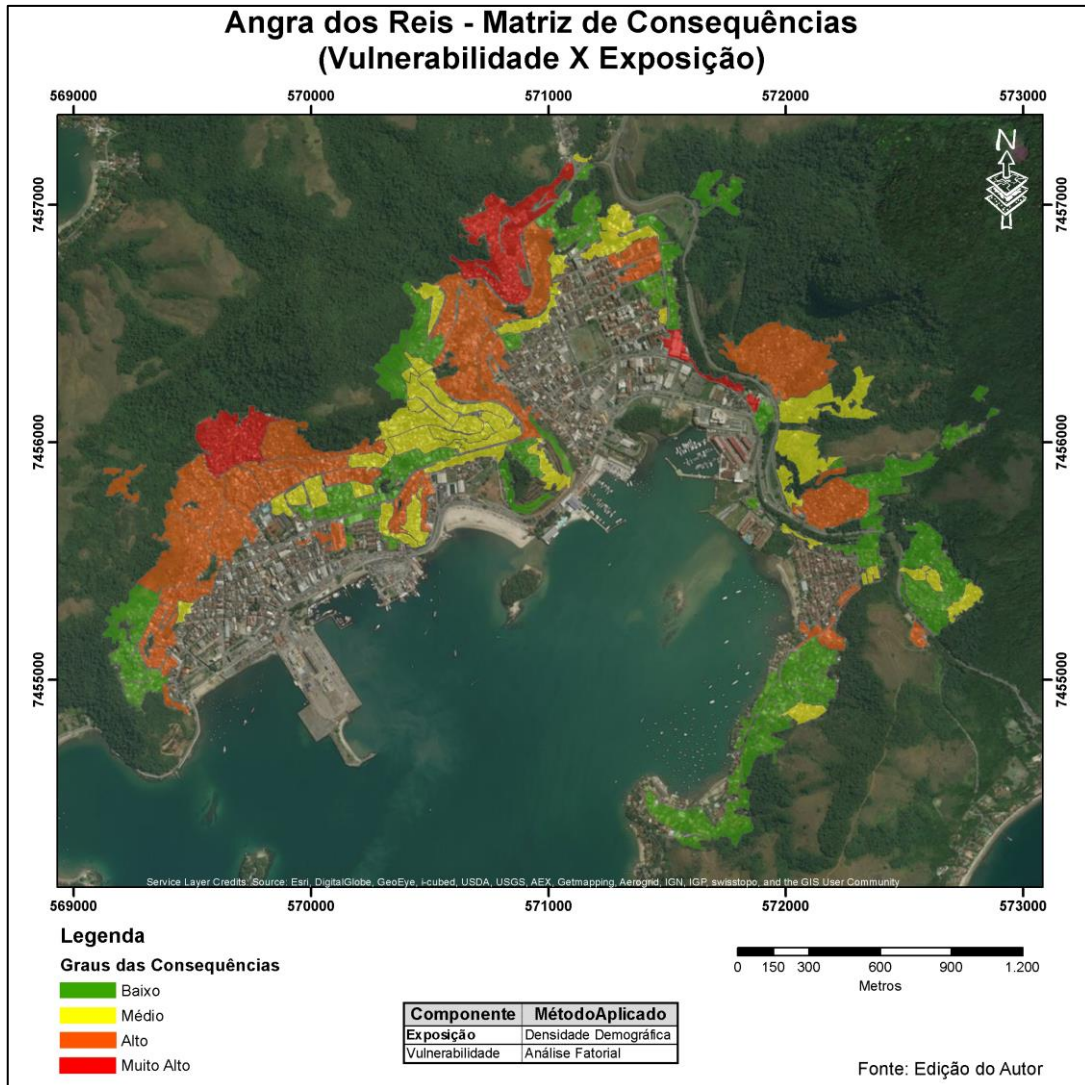 Angra dos Reis - Matriz de Consequências
(Vulnerabilidade X Exposição)
569000 570000 571000 572000 573000
N
7457000 7457000
7456000 7456000
7455000 7455000
Service Layer Credits: Source: Esri, DigitalGlobe, GeoEye, i-cubed, USDA, USGS, AEX, Getmapping, Aerogrid, IGN, IGP, swisstopo, and the GIS User Community
569000 570000 571000 572000 573000
Legenda
Graus das Consequências
Baixo
Médio
Alto
Muito Alto
0 150 300 600 900 1.200
Metros
Componente MétodoAplicado
Exposição Densidade Demográfica
Vulnerabilidade Análise Fatorial
Fonte: Edição do Autor